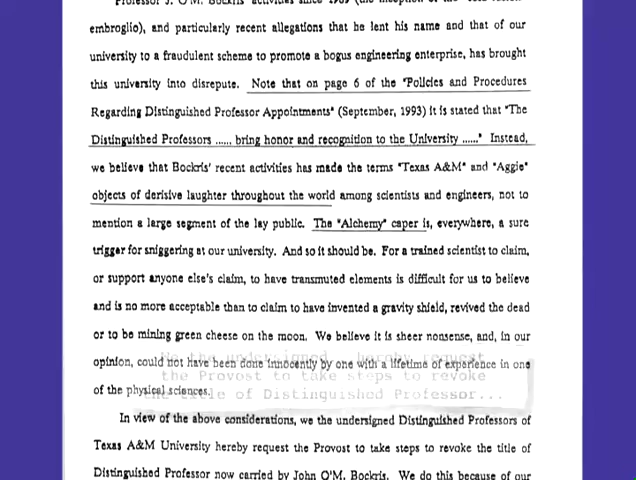 Professor J. O'M. Bockris' activities since 1989 (the inception of the
embroglio), and particularly recent allegations that he lent his name and that of our
university to a fraudulent scheme to promote a bogus engineering enterprise, has brought
this university into disrepute. Note that on page 6 of the "Policies and Procedures
Regarding Distinguished Professor Appointments" (September, 1993) it is stated that "The
Distinguished Professors ...... bring honor and recognition to the University ......" Instead,
we believe that Bockris' recent activities has made the terms "Texas A&M" and "Aggie"
objects of derisive laughter throughout the world among scientists and engineers, not to
mention a large segment of the lay public. The "Alchemy" caper is, everywhere, a sure
trigger for sniggering at our university. And so it should be. For a trained scientist to claim,
or support anyone else's claim, to have transmuted elements is difficult for us to believe
and is no more acceptable than to claim to have invented a gravity shield, revived the dead
or to be mining green cheese on the moon. We believe it is sheer nonsense, and, in our
opinion, could not have been done innocently by one with a lifetime of experience in one
of the physical sciences.
the undersigned, hereby request
the Provost to take steps to revoke
the title of Distinguished Professor...
In view of the above considerations, we the undersigned Distinguished Professors of
Texas A&M University hereby request the Provost to take steps to revoke the title of
Distinguished Professor now carried by John O'M. Bockris. We do this because of our